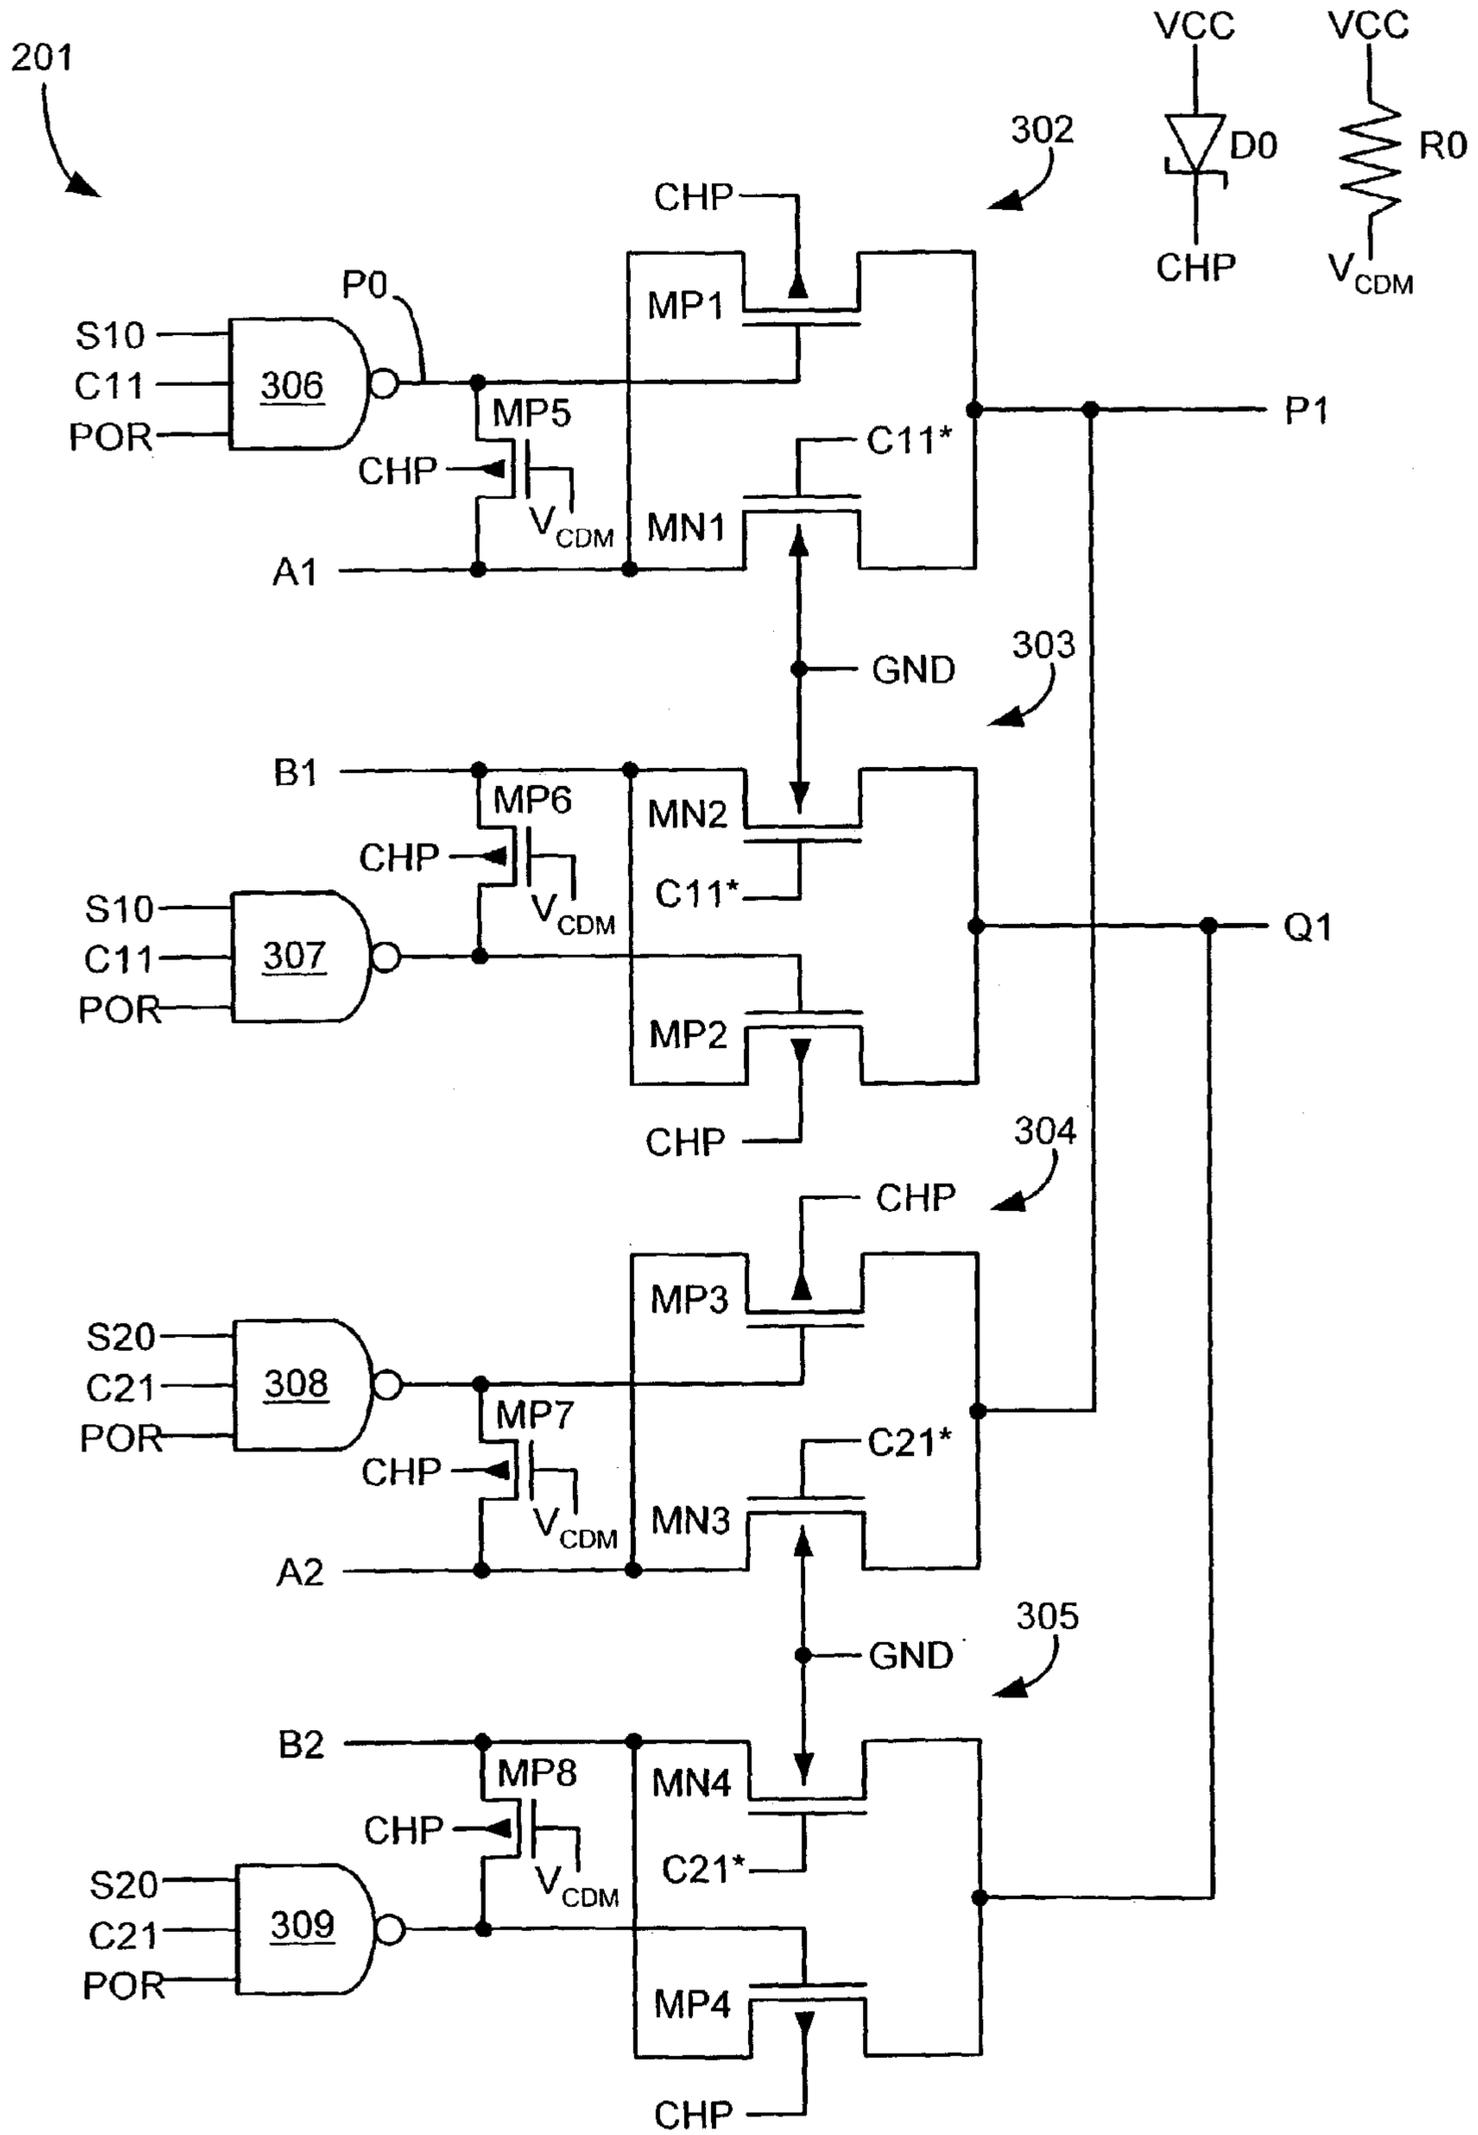 201
VCC
VCC
302
D0
R0
CHP
CHP
VCDM
P0
MP1
S10
306
C11
POR
MP5
P1
CHP
C11*
VCDM
MN1
A1
303
GND
B1
MP6
MN2
CHP
C11*
S10
VCDM
Q1
C11
307
POR
MP2
304
CHP
CHP
MP3
S20
C21
308
MP7
POR
C21*
CHP
VCDM
MN3
A2
305
GND
B2
MP8
MN4
CHP
C21*
S20
VCDM
C21
309
POR
MP4
CHP